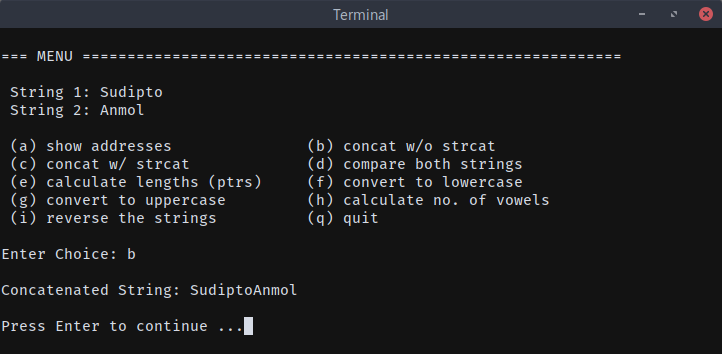 Terminal
=== MENU ============================================================
String 1: Sudipto
String 2: Anmol
(a) show addresses (b) concat w/o strcat
(c) concat w/ strcat (d) compare both strings
(e) calculate lengths (ptrs) (f) convert to lowercase
(g) convert to uppercase (h) calculate no. of vowels
(i) reverse the strings (q) quit
Enter Choice: b
Concatenated String: SudiptoAnmol
Press Enter to continue ...